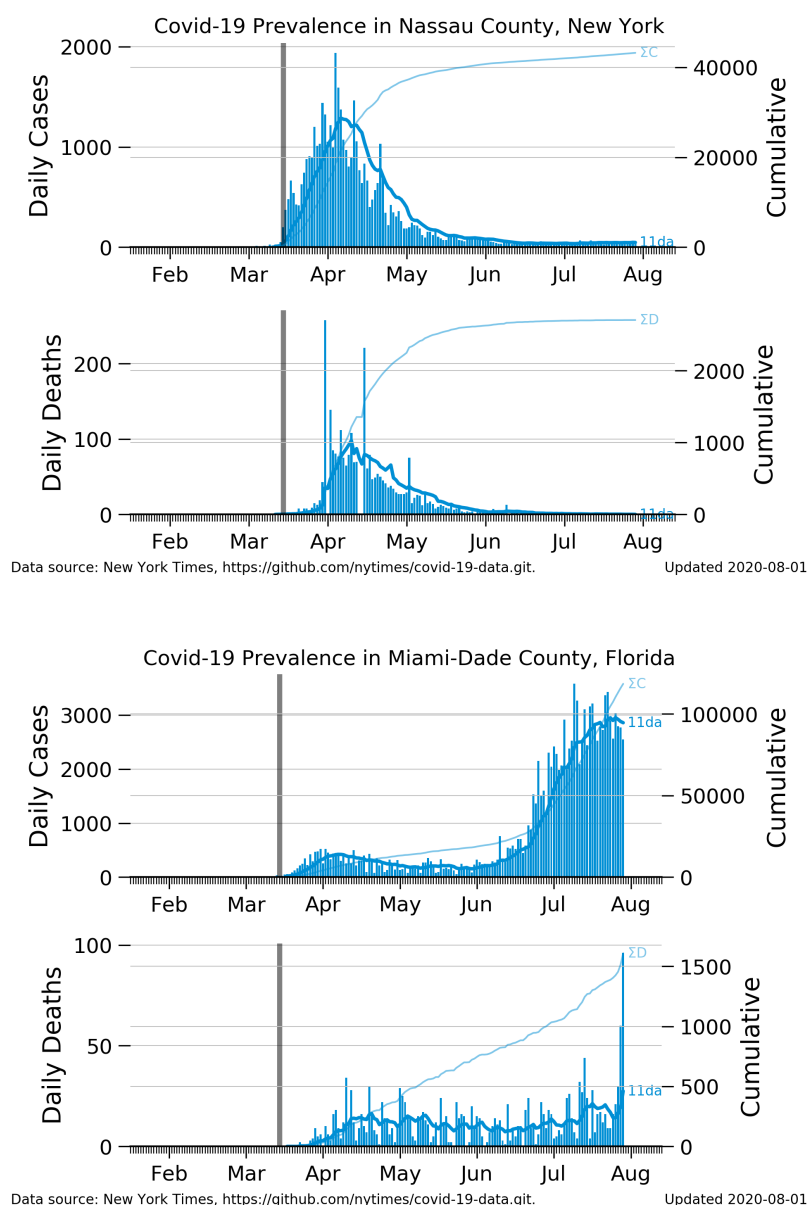 Covid-19 Prevalence in Nassau County, New York
2000
1000
0
Daily Cases
ΣC
11da
40000
20000
0
Cumulative
Feb Mar Apr May Jun Jul Aug
200
100
0
Daily Deaths
ΣD
11da
2000
1000
0
Cumulative
Feb Mar Apr May Jun Jul Aug
Data source: New York Times, https://github.com/nytimes/covid-19-data.git. Updated 2020-08-01
Covid-19 Prevalence in Miami-Dade County, Florida
3000
2000
1000
0
Daily Cases
ΣC
11da
100000
50000
0
Cumulative
Feb Mar Apr May Jun Jul Aug
100
50
0
Daily Deaths
ΣD
11da
1500
1000
500
0
Cumulative
Feb Mar Apr May Jun Jul Aug
Data source: New York Times, https://github.com/nytimes/covid-19-data.git. Updated 2020-08-01